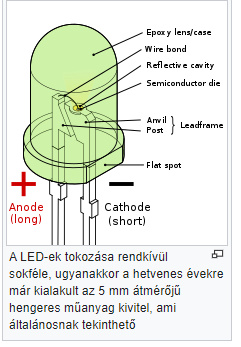 Epoxy lens/case
Wire bond
Reflective cavity
Semiconductor die
Anvil
Post
Leadframe
Flat spot
+
−
Anode
(long)
Cathode
(short)
A LED-ek tokozása rendkívül
sokféle, ugyanakkor a hetvenes évekre
már kialakult az 5 mm átmérőjű
hengeres műanyag kivitel, ami
általánosnak tekinthető